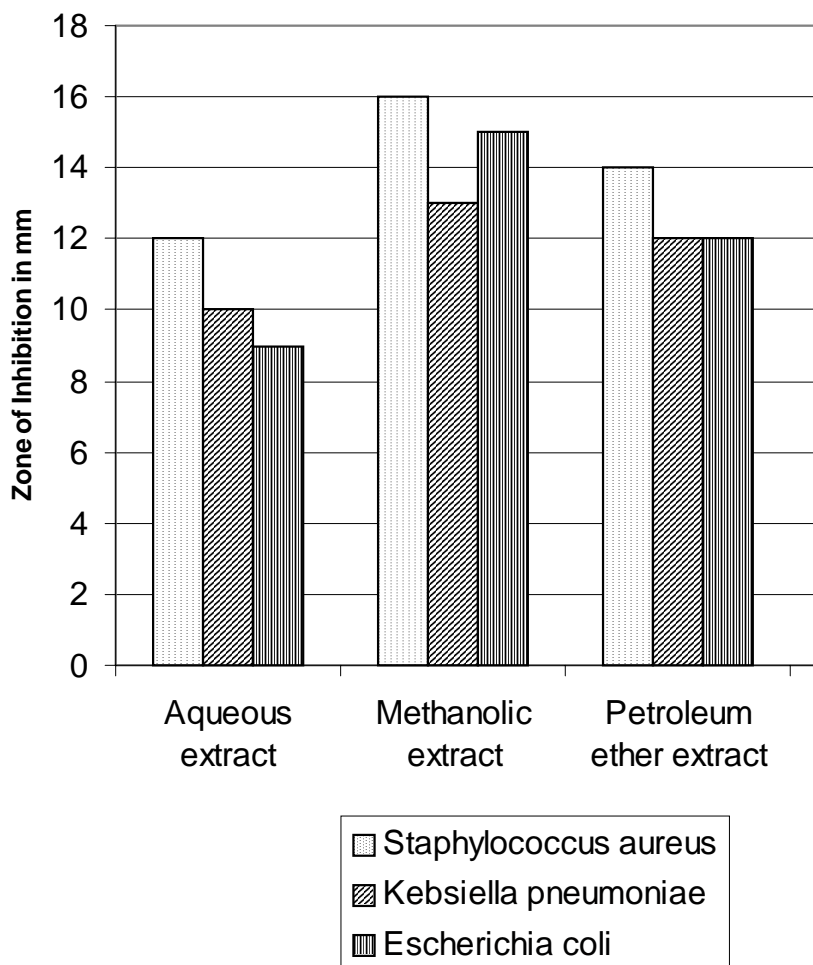 18
16
14
12
10
8
6
4
2
0
Zone of Inhibition in mm
Aqueous
extract
Methanolic
extract
Petroleum
ether extract
Staphylococcus aureus
Kebsiella pneumoniae
Escherichia coli